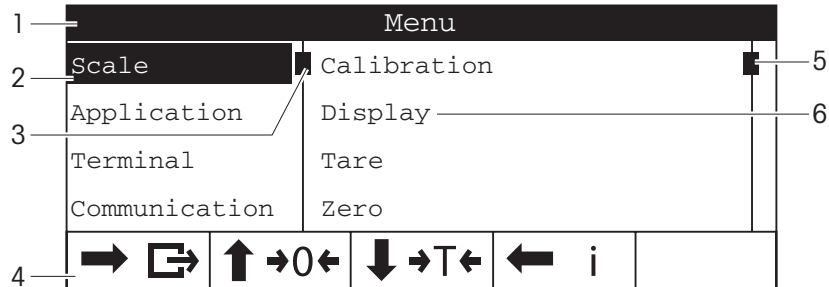 1 Menu
2 Scale Calibration 5
Application Display 6
3
Terminal Tare
Communication Zero
4 → ↑ →0← ↓ →T← ← i